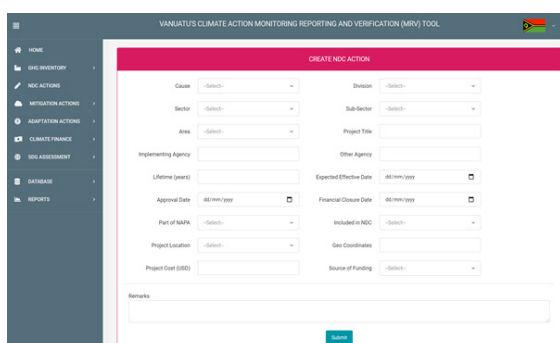 VANUATU'S CLIMATE ACTION MONITORING REPORTING AND VERIFICATION (MRV) TOOL
HOME
GHG INVENTORY
NDC ACTIONS
MITIGATION ACTIONS
ADAPTATION ACTIONS
CLIMATE FINANCE
SDG ASSESSMENT
DATABASE
REPORTS
CREATE NDC ACTION
Cause -Select- Division -Select-
Sector -Select- Sub-Sector -Select-
Area -Select- Project Title
Implementing Agency Other Agency
Lifetime (years) Expected Effective Date dd/mm/yyyy
Approval Date dd/mm/yyyy Financial Closure Date dd/mm/yyyy
Part of NAPA -Select- Included in NDC -Select-
Project Location -Select- Geo Coordinates
Project Cost (USD) Source of Funding -Select-
Remarks
Submit